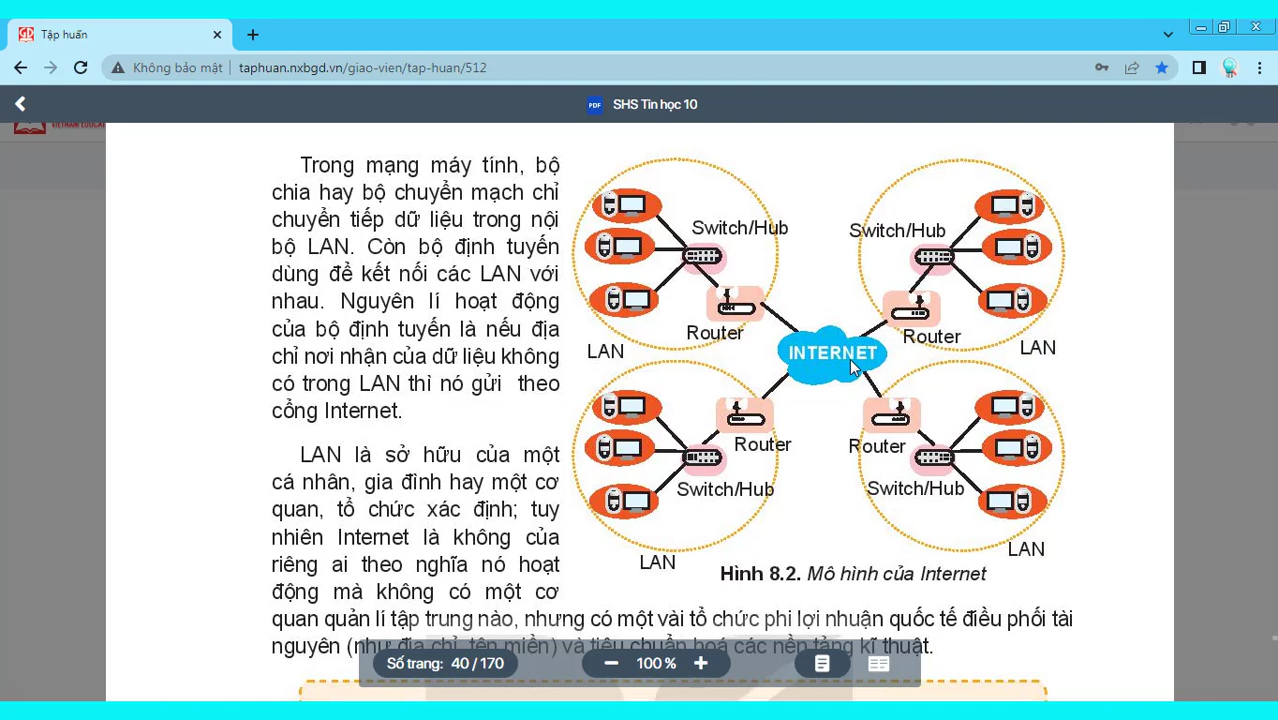 Tập huấn
Không bảo mật
taphuan.nxbgd.vn/giao-vien/tap-huan/512
PDF
SHS Tin học 10
Trong mạng máy tính, bộ
chia hay bộ chuyển mạch chỉ
chuyển tiếp dữ liệu trong nội
bộ LAN. Còn bộ định tuyến
dùng để kết nối các LAN với
nhau. Nguyên lí hoạt động
của bộ định tuyến là nếu địa
chỉ nơi nhận của dữ liệu không
có trong LAN thì nó gửi theo
cổng Internet.
LAN là sở hữu của một
cá nhân, gia đình hay một cơ
quan, tổ chức xác định; tuy
nhiên Internet là không của
riêng ai theo nghĩa nó hoạt
động mà không có một cơ
quan quản lí tập trung nào, nhưng có một vài tổ chức phi lợi nhuận quốc tế điều phối tài
nguyên (như địa chỉ, tên miền) và tiêu chuẩn hoá các nền tảng kĩ thuật.
Switch/Hub
Switch/Hub
Router
Router
LAN
LAN
INTERNET
Router
Router
Switch/Hub
Switch/Hub
LAN
LAN
Hình 8.2. Mô hình của Internet
Số trang: 40 / 170
100 %